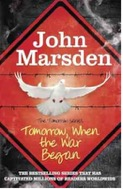 John
Marsden
THE TOMORROW SERIES
Tomorrow, When the
War Began
THE BESTSELLING SERIES THAT HAS
CAPTIVATED MILLIONS OF READERS WORLDWIDE